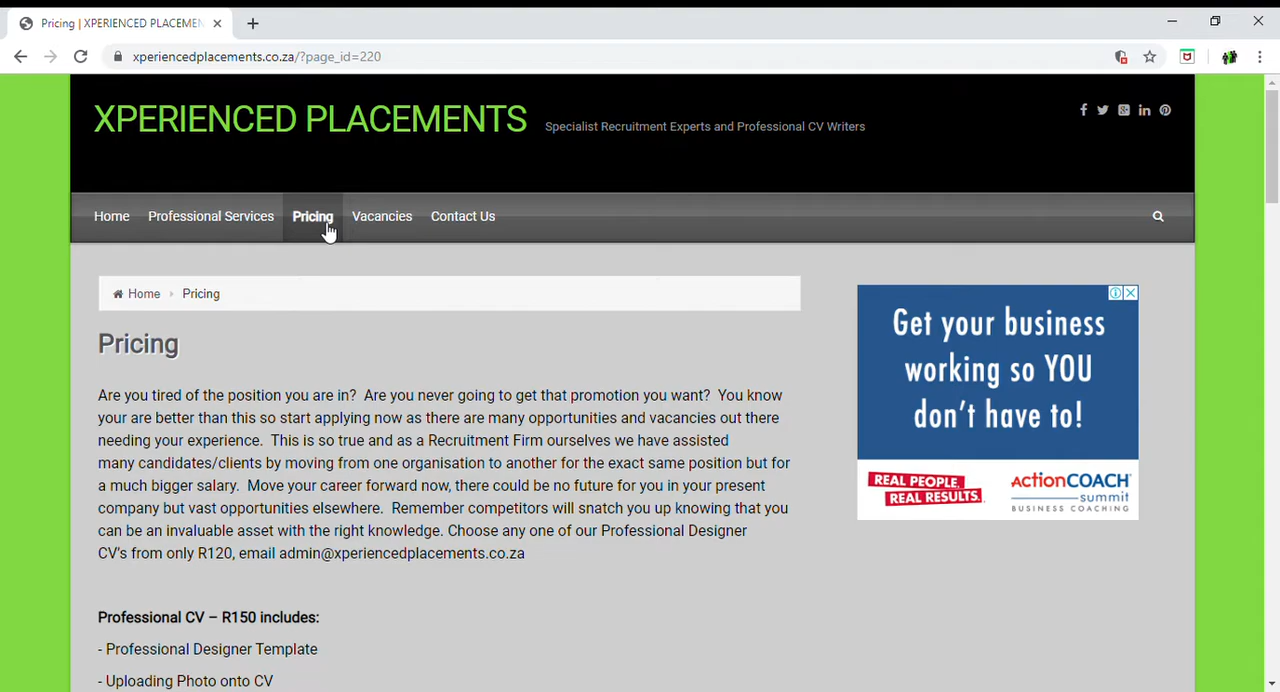 Pricing | XPERIENCED PLACEMEN
xperiencedplacements.co.za/?page_id=220
XPERIENCED PLACEMENTS
Specialist Recruitment Experts and Professional CV Writers
Home
Professional Services
Pricing
Vacancies
Contact Us
Home
Pricing
Pricing
Are you tired of the position you are in?  Are you never going to get that promotion you want?  You know
your are better than this so start applying now as there are many opportunities and vacancies out there
needing your experience.  This is so true and as a Recruitment Firm ourselves we have assisted
many candidates/clients by moving from one organisation to another for the exact same position but for
a much bigger salary.  Move your career forward now, there could be no future for you in your present
company but vast opportunities elsewhere.  Remember competitors will snatch you up knowing that you
can be an invaluable asset with the right knowledge. Choose any one of our Professional Designer
CV's from only R120, email admin@xperiencedplacements.co.za
Professional CV – R150 includes:
- Professional Designer Template
- Uploading Photo onto CV
Get your business
working so YOU
don't have to!
REAL PEOPLE.
REAL RESULTS.
ActionCOACH
summit
BUSINESS COACHING